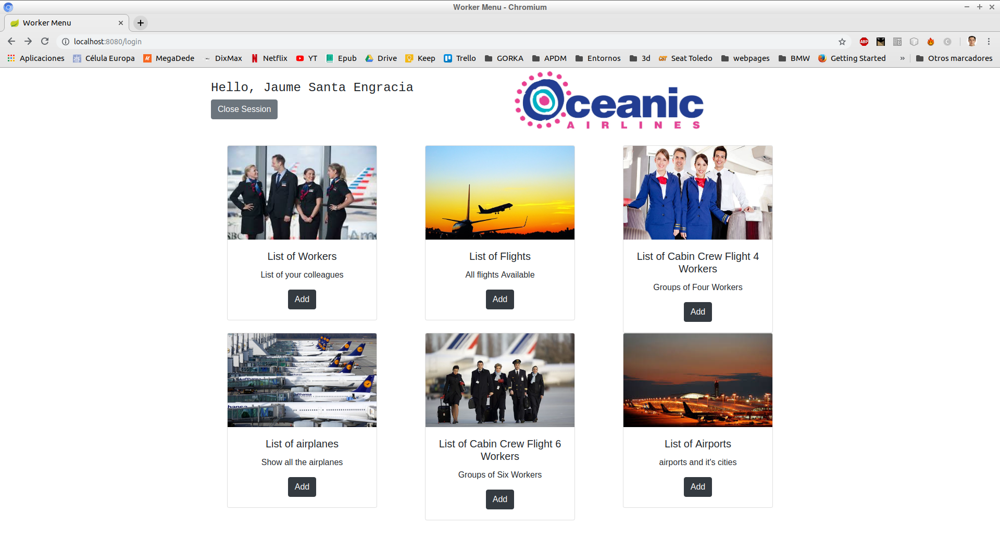 Worker Menu - Chromium
Worker Menu
localhost:8080/login
ABP
Aplicaciones
Célula Europa
MegaDede
DixMax
Netflix
YT
Epub
Drive
Keep
Trello
GORKA
APDM
Entornos
3d
Seat Toledo
webpages
BMW
Getting Started
»
Otros marcadores
Hello, Jaume Santa Engracia
Close Session
Oceanic
AIRLINES
List of Workers
List of your colleagues
Add
List of Flights
All flights Available
Add
List of Cabin Crew Flight 4
Workers
Groups of Four Workers
Add
Lufthansa
List of airplanes
Show all the airplanes
Add
List of Cabin Crew Flight 6
Workers
Groups of Six Workers
Add
List of Airports
airports and it's cities
Add